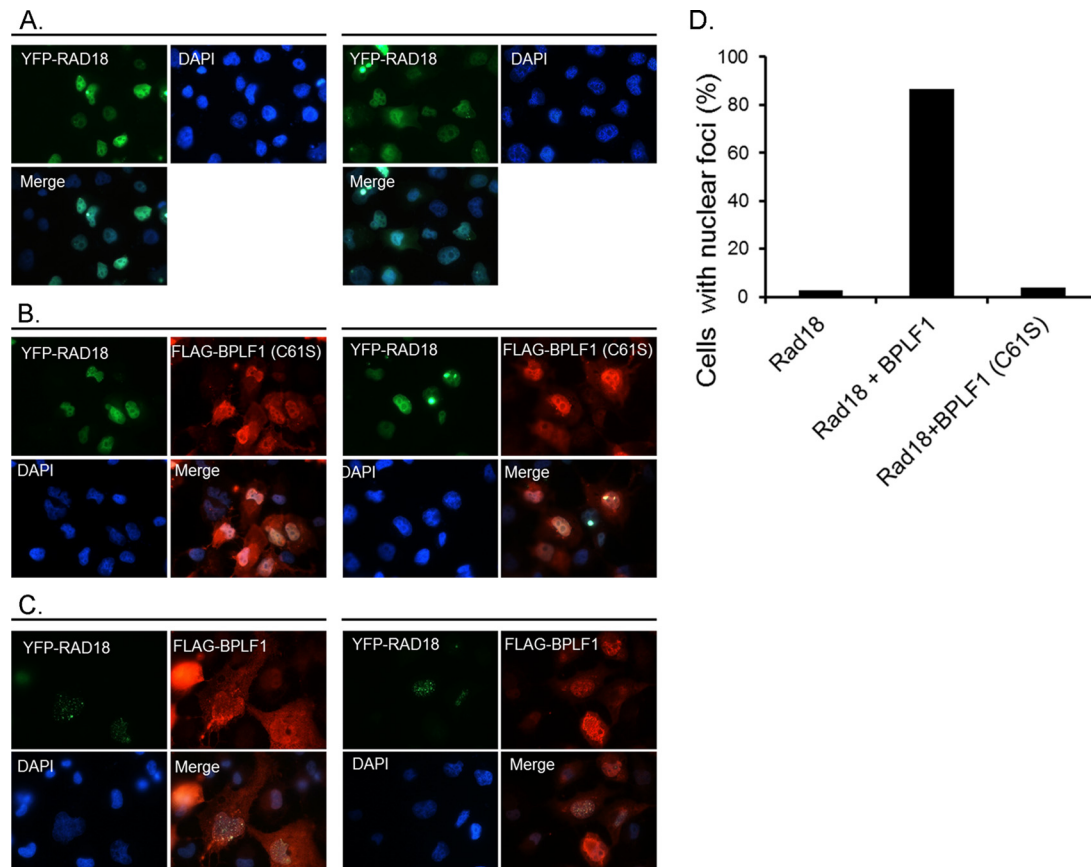 A.
YFP-RAD18 DAPI YFP-RAD18 DAPI
Merge Merge
B.
YFP-RAD18 FLAG-BPLF1 (C61S) YFP-RAD18 FLAG-BPLF1 (C61S)
DAPI Merge DAPI Merge
C.
YFP-RAD18 FLAG-BPLF1 YFP-RAD18 FLAG-BPLF1
DAPI Merge DAPI Merge
D.
Cells with nuclear foci (%)
100
80
60
40
20
0
Rad18
Rad18 + BPLF1
Rad18+BPLF1 (C61S)